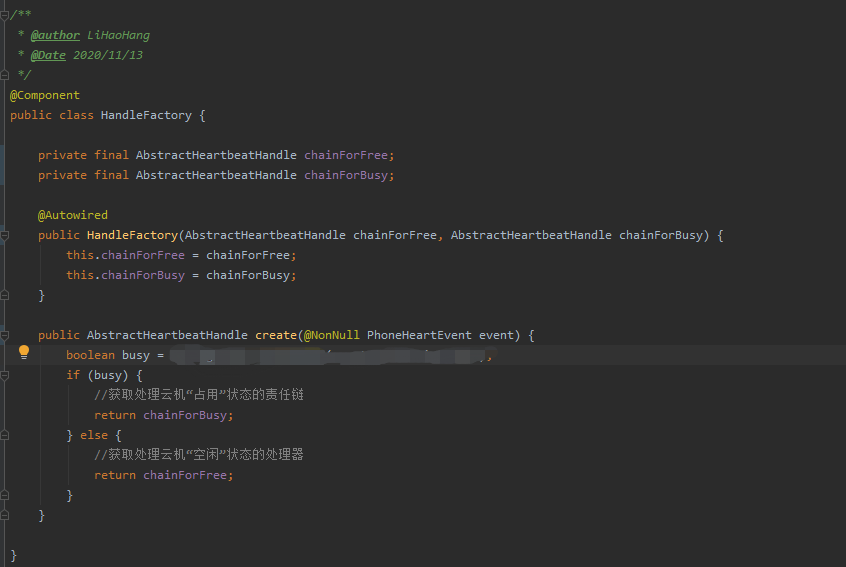 /**
 * @author LiHaoHang
 * @Date 2020/11/13
 */
@Component
public class HandleFactory {
    private final AbstractHeartbeatHandle chainForFree;
    private final AbstractHeartbeatHandle chainForBusy;
    @Autowired
    public HandleFactory(AbstractHeartbeatHandle chainForFree, AbstractHeartbeatHandle chainForBusy) {
        this.chainForFree = chainForFree;
        this.chainForBusy = chainForBusy;
    }
    public AbstractHeartbeatHandle create(@NonNull PhoneHeartEvent event) {
        boolean busy =
        if (busy) {
            //获取处理云机“占用”状态的责任链
            return chainForBusy;
        } else {
            //获取处理云机“空闲”状态的处理器
            return chainForFree;
        }
    }
}